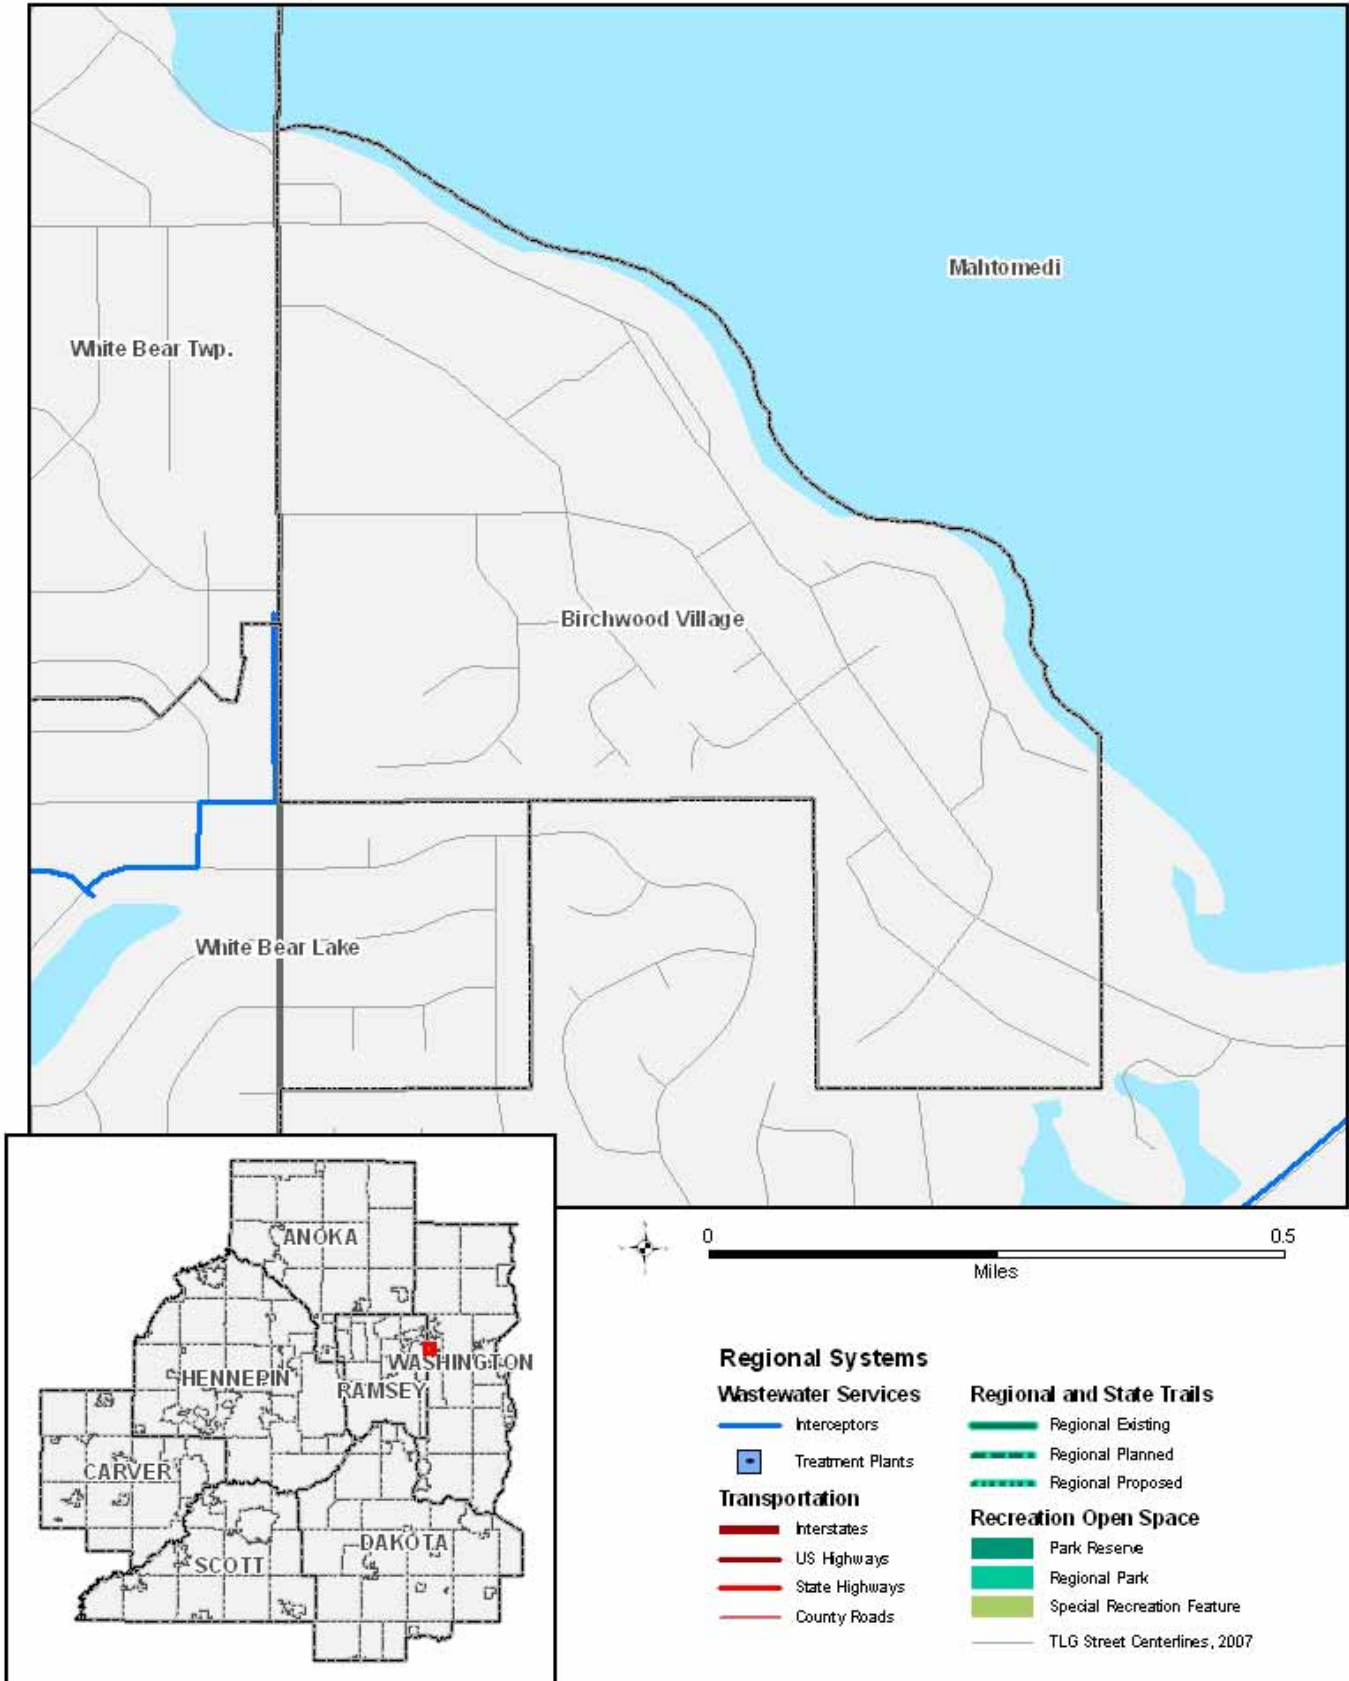 Mahtomedi
White Bear Twp.
Birchwood Village
White Bear Lake
ANOKA
WASHINGTON
HENNEPIN
RAMSEY
CARVER
DAKOTA
SCOTT
0 0.5
Miles
Regional Systems
Wastewater Services
Interceptors
Treatment Plants
Transportation
Interstates
US Highways
State Highways
County Roads
Regional and State Trails
Regional Existing
Regional Planned
Regional Proposed
Recreation Open Space
Park Reserve
Regional Park
Special Recreation Feature
TLG Street Centerlines, 2007